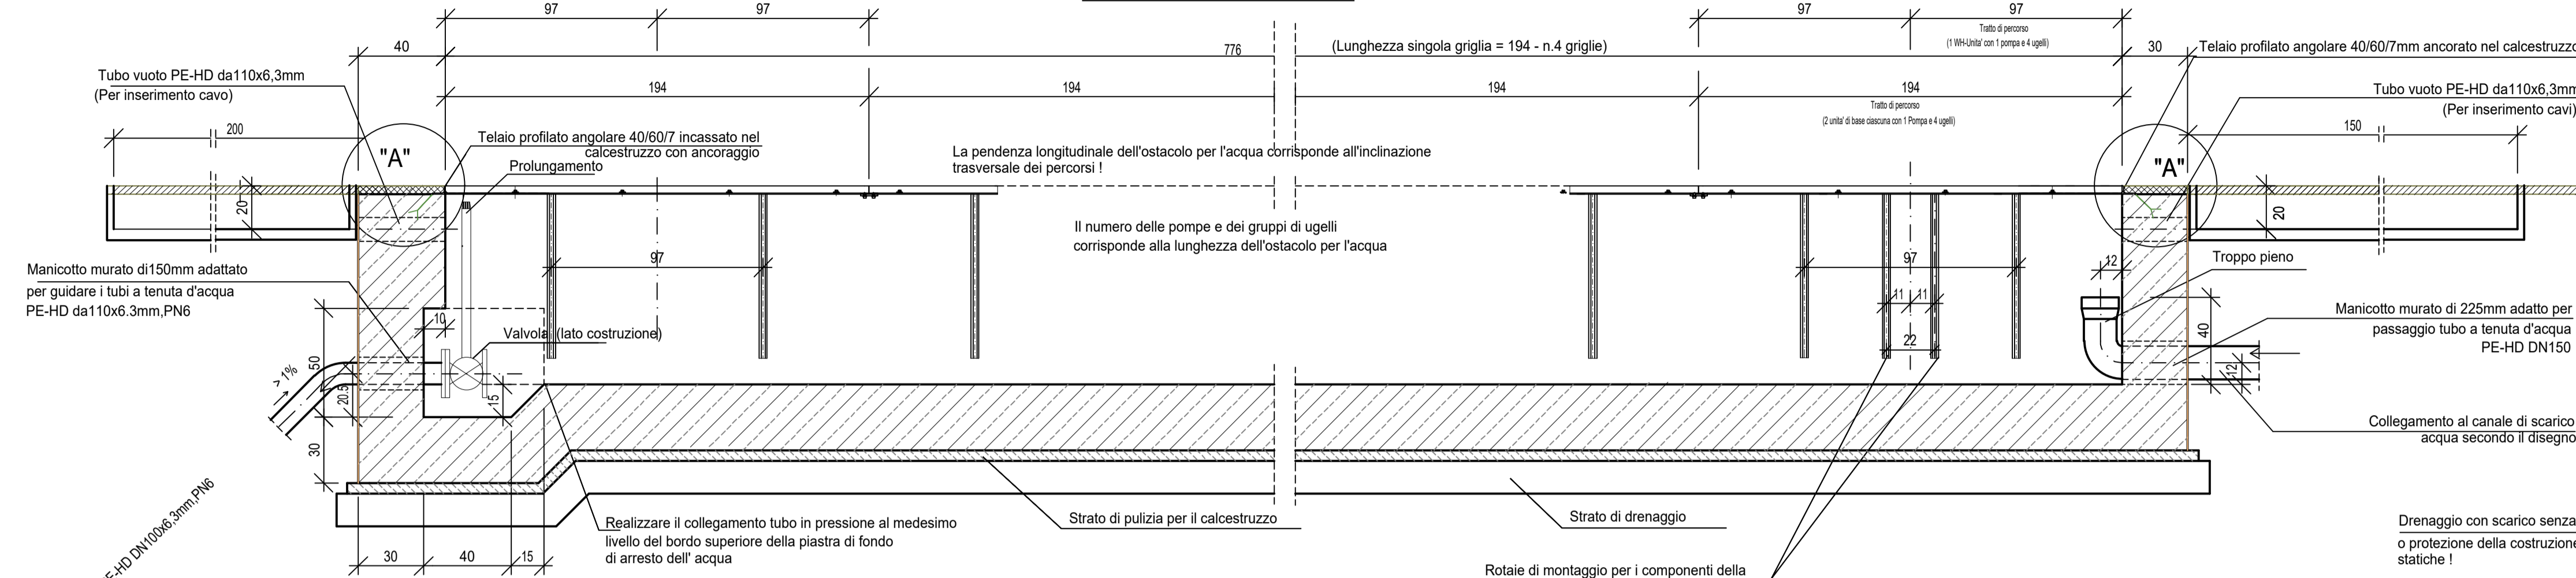 97
97
97
97
Tratto di percorso
(1 WH-Unita' con 1 pompa e 4 ugelli)
40
776
(Lunghezza singola griglia = 194 - n.4 griglie)
30
Telaio profilato angolare 40/60/7mm ancorato nel calcestruzzo
Tubo vuoto PE-HD da110x6,3mm
(Per inserimento cavo)
194
194
194
194
Tratto di percorso
(2 unita' di base ciascuna con 1 Pompa e 4 ugelli)
Tubo vuoto PE-HD da110x6,3mm
(Per inserimento cavi)
200
"A"
Telaio profilato angolare 40/60/7 incassato nel
calcestruzzo con ancoraggio
Prolungamento
La pendenza longitudinale dell'ostacolo per l'acqua corrisponde all'inclinazione
trasversale dei percorsi !
150
"A"
20
20
Il numero delle pompe e dei gruppi di ugelli
corrisponde alla lunghezza dell'ostacolo per l'acqua
97
97
12
Troppo pieno
Manicotto murato di150mm adattato
per guidare i tubi a tenuta d'acqua
PE-HD da110x6.3mm,PN6
11
11
10
Valvola (lato costruzione)
22
40
Manicotto murato di 225mm adatto per
passaggio tubo a tenuta d'acqua
PE-HD DN150
> 1%
50
20.5
15
12
30
Collegamento al canale di scarico
acqua secondo il disegno
Realizzare il collegamento tubo in pressione al medesimo
livello del bordo superiore della piastra di fondo
di arresto dell' acqua
Strato di pulizia per il calcestruzzo
Strato di drenaggio
Drenaggio con scarico senza
o protezione della costruzione
statiche !
30
40
15
PE-HD DN100x6,3mm,PN6
Rotaie di montaggio per i componenti della